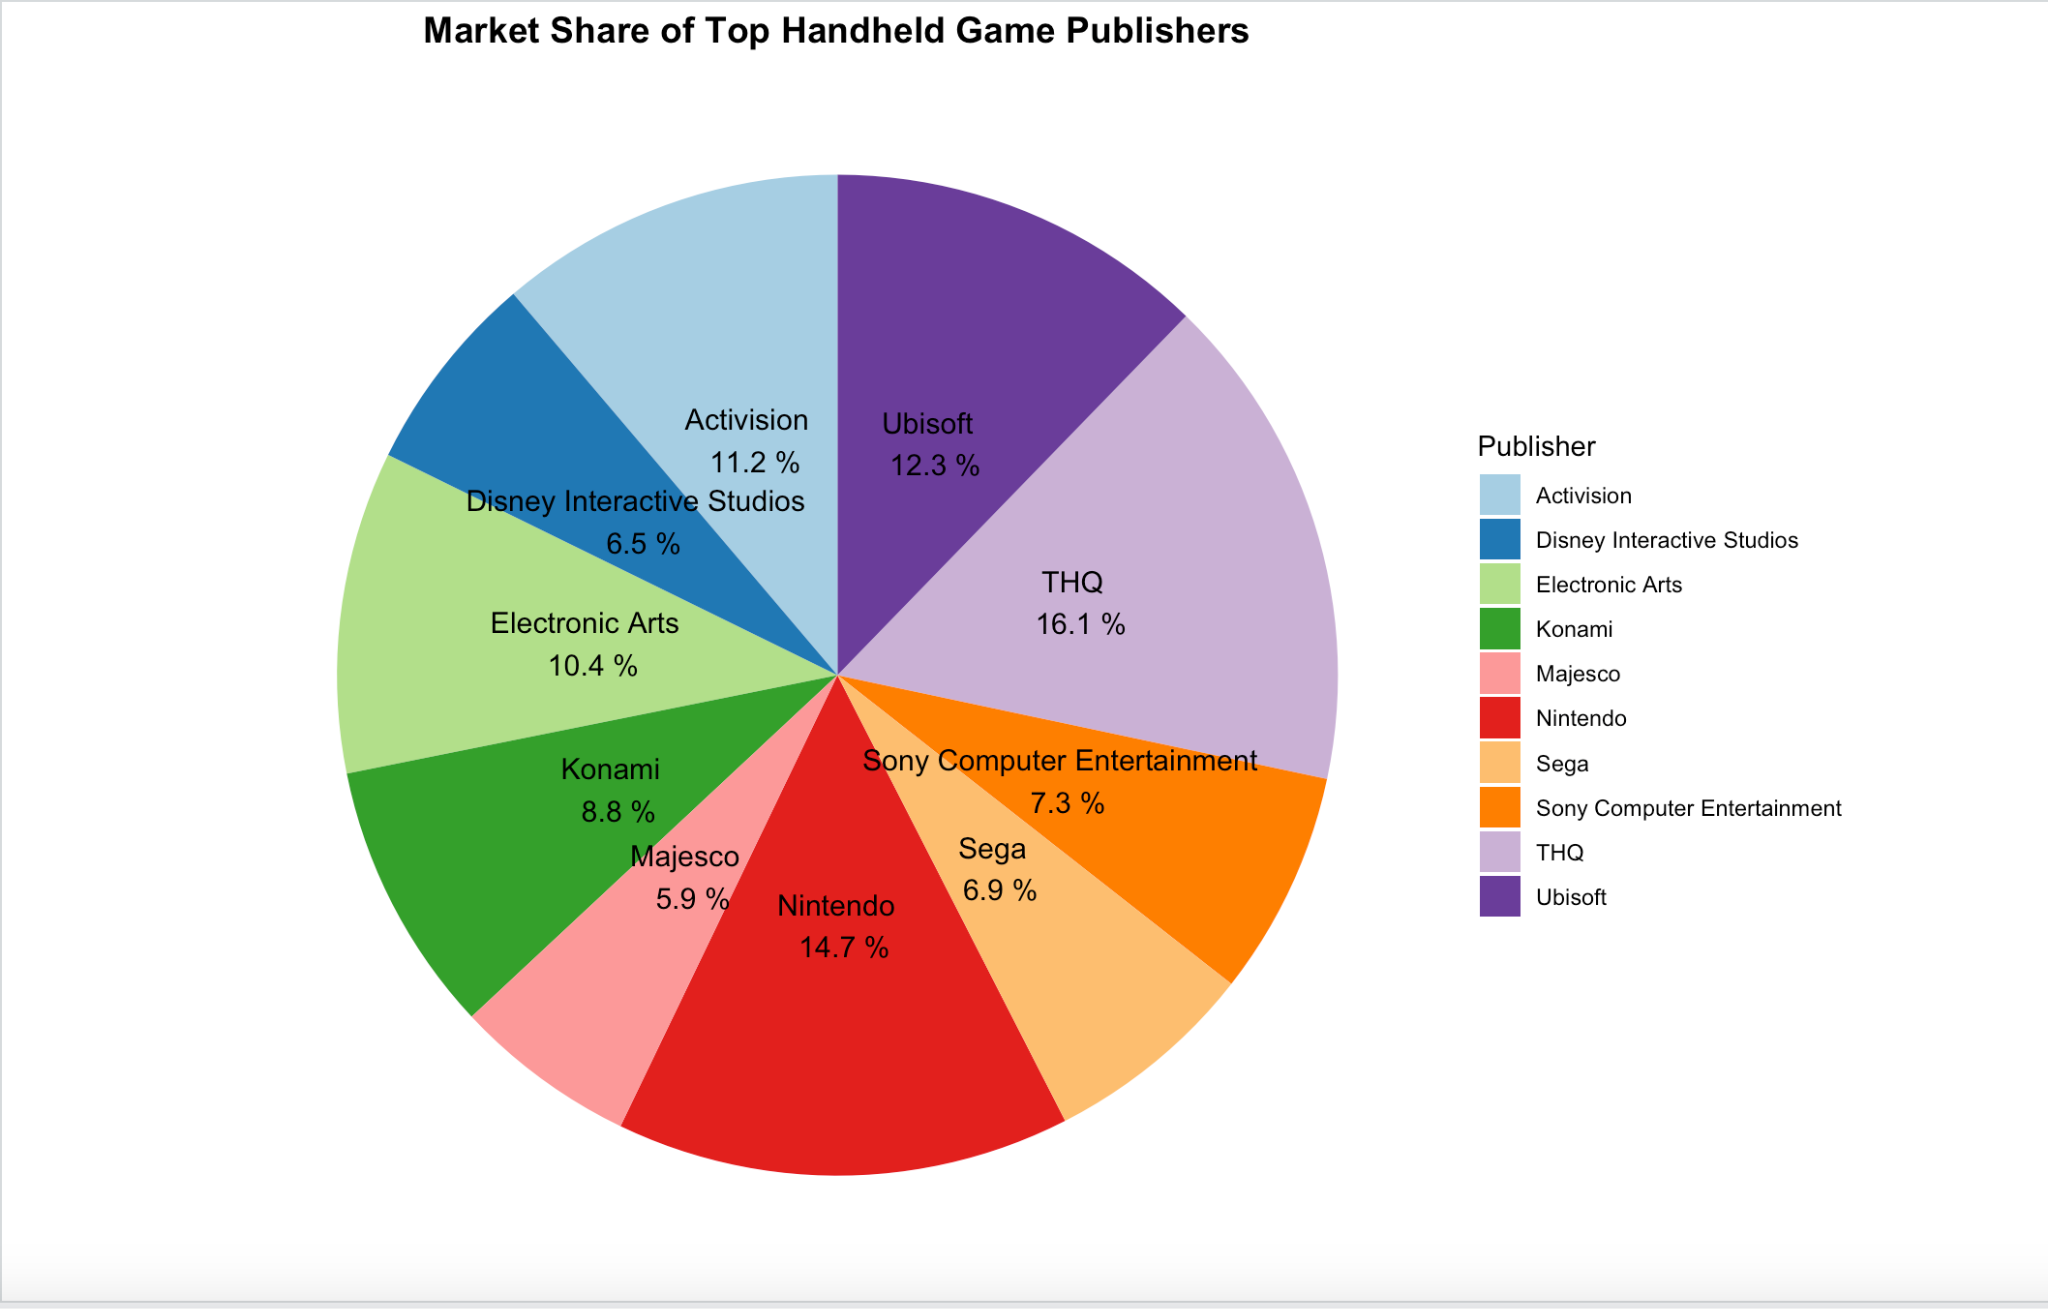 Market Share of Top Handheld Game Publishers
Activision
11.2 %
Ubisoft
12.3 %
Disney Interactive Studios
6.5 %
THQ
16.1 %
Electronic Arts
10.4 %
Konami
8.8 %
Sony Computer Entertainment
7.3 %
Majesco
5.9 %
Sega
6.9 %
Nintendo
14.7 %
Publisher
Activision
Disney Interactive Studios
Electronic Arts
Konami
Majesco
Nintendo
Sega
Sony Computer Entertainment
THQ
Ubisoft